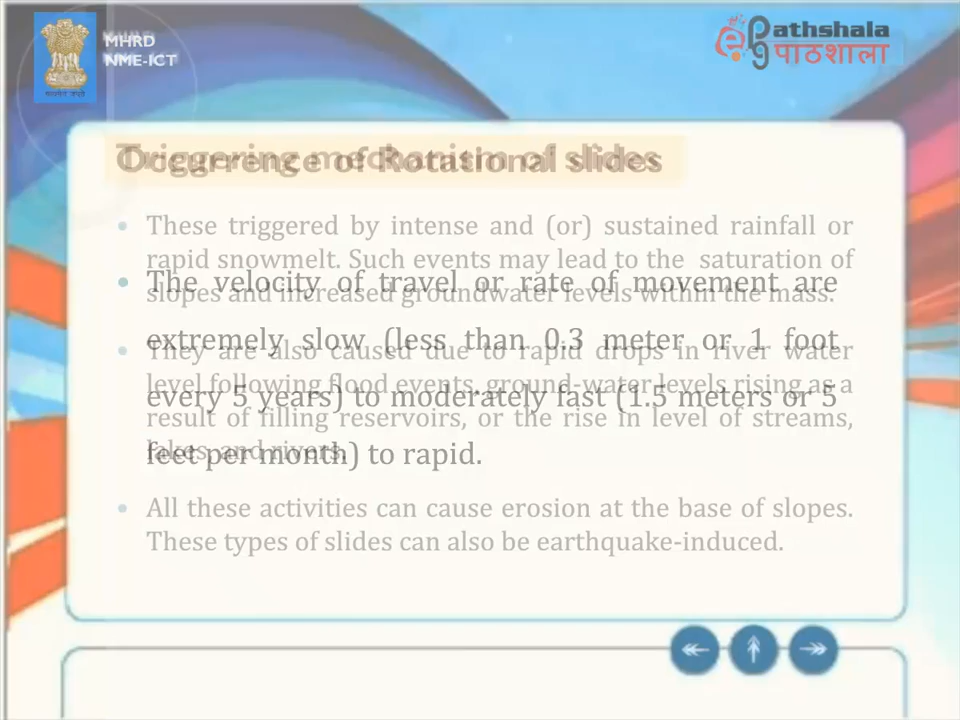 MHRD
NME-ICT
epg
Pathshala
पाठशाला
Occurrence of Rotational slides
Triggering mechanism of slides
• The velocity of travel or rate of movement are
extremely slow (less than 0.3 meter or 1 foot
every 5 years) to moderately fast (1.5 meters or 5
feet per month) to rapid.
• These triggered by intense and (or) sustained rainfall or
rapid snowmelt. Such events may lead to the saturation of
slopes and increased groundwater levels within the mass.
• They are also caused due to rapid drops in river water
level following flood events, ground-water levels rising as a
result of filling reservoirs, or the rise in level of streams,
lakes, and rivers.
• All these activities can cause erosion at the base of slopes.
These types of slides can also be earthquake-induced.